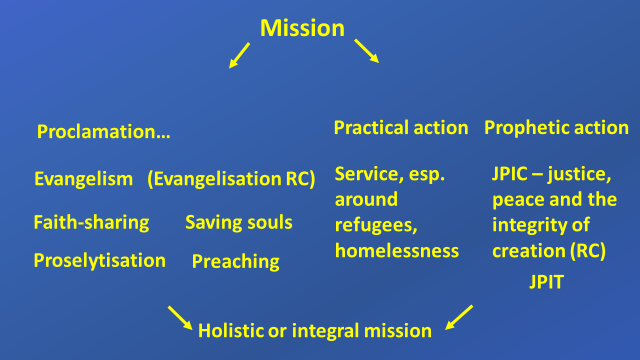 Mission
Proclamation…
Evangelism (Evangelisation RC)
Faith-sharing Saving souls
Proselytisation Preaching
Practical action
Service, esp.
around
refugees,
homelessness
Prophetic action
JPIC – justice,
peace and the
integrity of
creation (RC)
JPIT
Holistic or integral mission